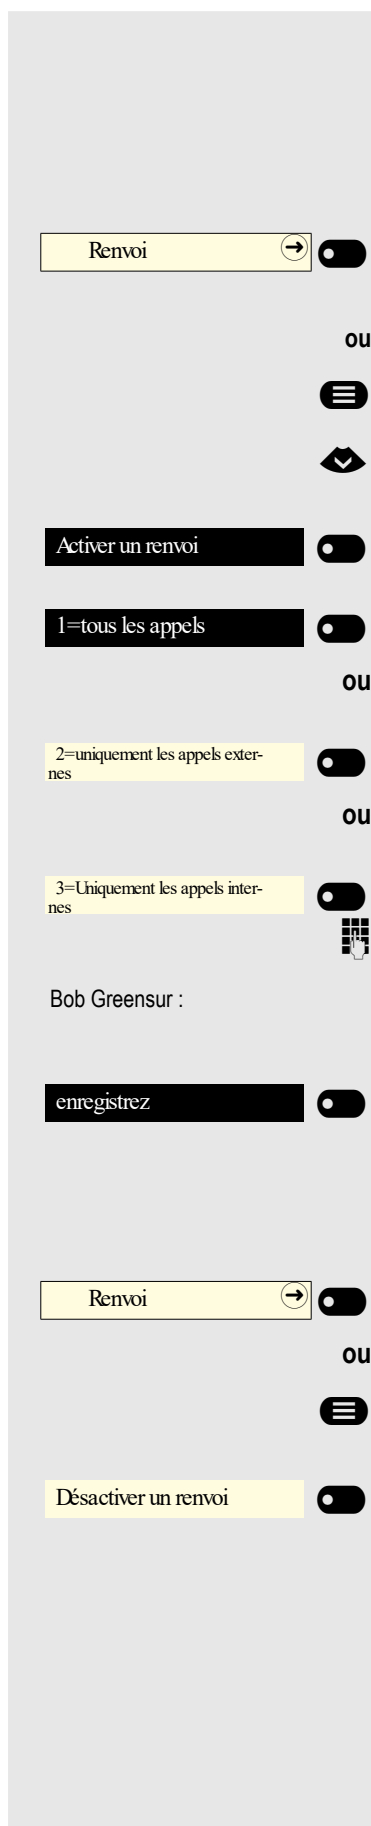 Renvoi
ou
Activer un renvoi
1=tous les appels
ou
2=uniquement les appels exter-
nes
ou
3=Uniquement les appels inter-
nes
Bob Greensur :
enregistrez
Renvoi
ou
Désactiver un renvoi